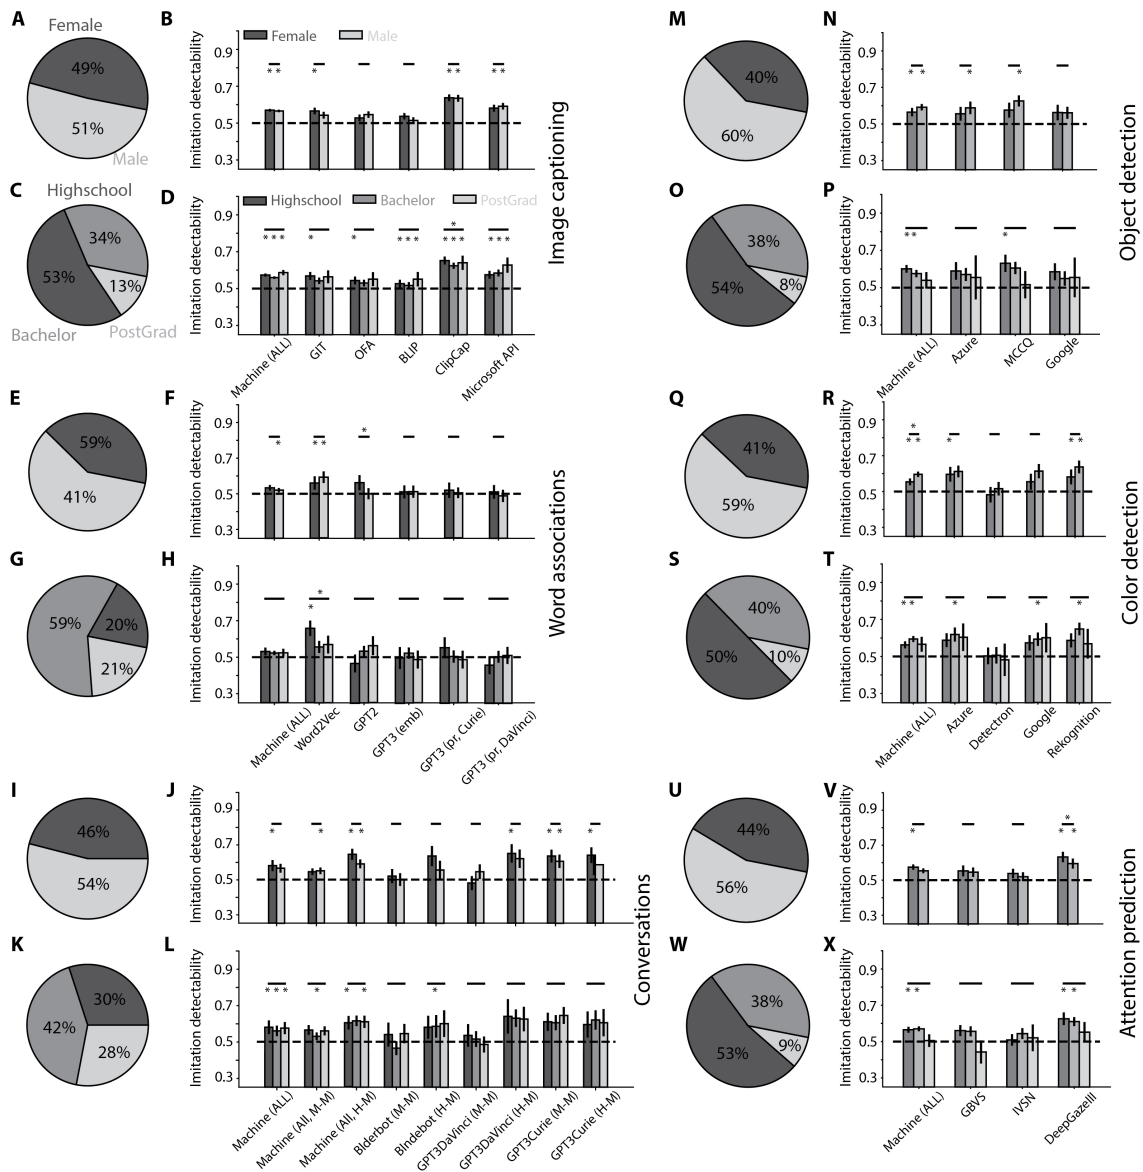 A
Female
49%
51%
Male
B
Female
Male
Imitation detectability
0.9
0.7
0.5
0.3
* *
*
* *
* *
C
Highschool
34%
53%
13%
Bachelor
PostGrad
D
Highschool
Bachelor
PostGrad
Imitation detectability
0.9
0.7
0.5
0.3
* * *
*
*
* * *
*
* * *
* * *
Machine (ALL)
GIT
OFA
BLIP
ClipCap
Microsoft API
Image captioning
E
59%
41%
F
Imitation detectability
0.9
0.7
0.5
0.3
*
* *
*
G
59%
20%
21%
H
Imitation detectability
0.9
0.7
0.5
0.3
*
*
Machine (ALL)
Word2Vec
GPT2
GPT3 (emb)
GPT3 (pr, Curie)
GPT3 (pr, DaVinci)
Word associations
I
46%
54%
J
Imitation detectability
0.9
0.7
0.5
0.3
*
*
* *
*
* *
*
K
30%
42%
28%
L
Imitation detectability
0.9
0.7
0.5
0.3
* * *
*
* *
*
Machine (ALL)
Machine (All, M-M)
Machine (All, H-M)
Blderbot (M-M)
Blndebot (H-M)
GPT3DaVinci (M-M)
GPT3DaVinci (H-M)
GPT3Curie (M-M)
GPT3Curie (H-M)
Conversations
M
40%
60%
N
Imitation detectability
0.9
0.7
0.5
0.3
* *
*
*
O
38%
54%
8%
P
Imitation detectability
0.9
0.7
0.5
0.3
* *
*
Machine (ALL)
Azure
MCCQ
Google
Object detection
Q
41%
59%
R
Imitation detectability
0.9
0.7
0.5
0.3
*
* *
*
* *
S
40%
50%
10%
T
Imitation detectability
0.9
0.7
0.5
0.3
* *
*
*
*
Machine (ALL)
Azure
Detectron
Google
Rekognition
Color detection
U
44%
56%
V
Imitation detectability
0.9
0.7
0.5
0.3
*
*
* *
W
38%
53%
9%
X
Imitation detectability
0.9
0.7
0.5
0.3
* *
* *
Machine (ALL)
GBVS
IVSN
DeepGazeIII
Attention prediction